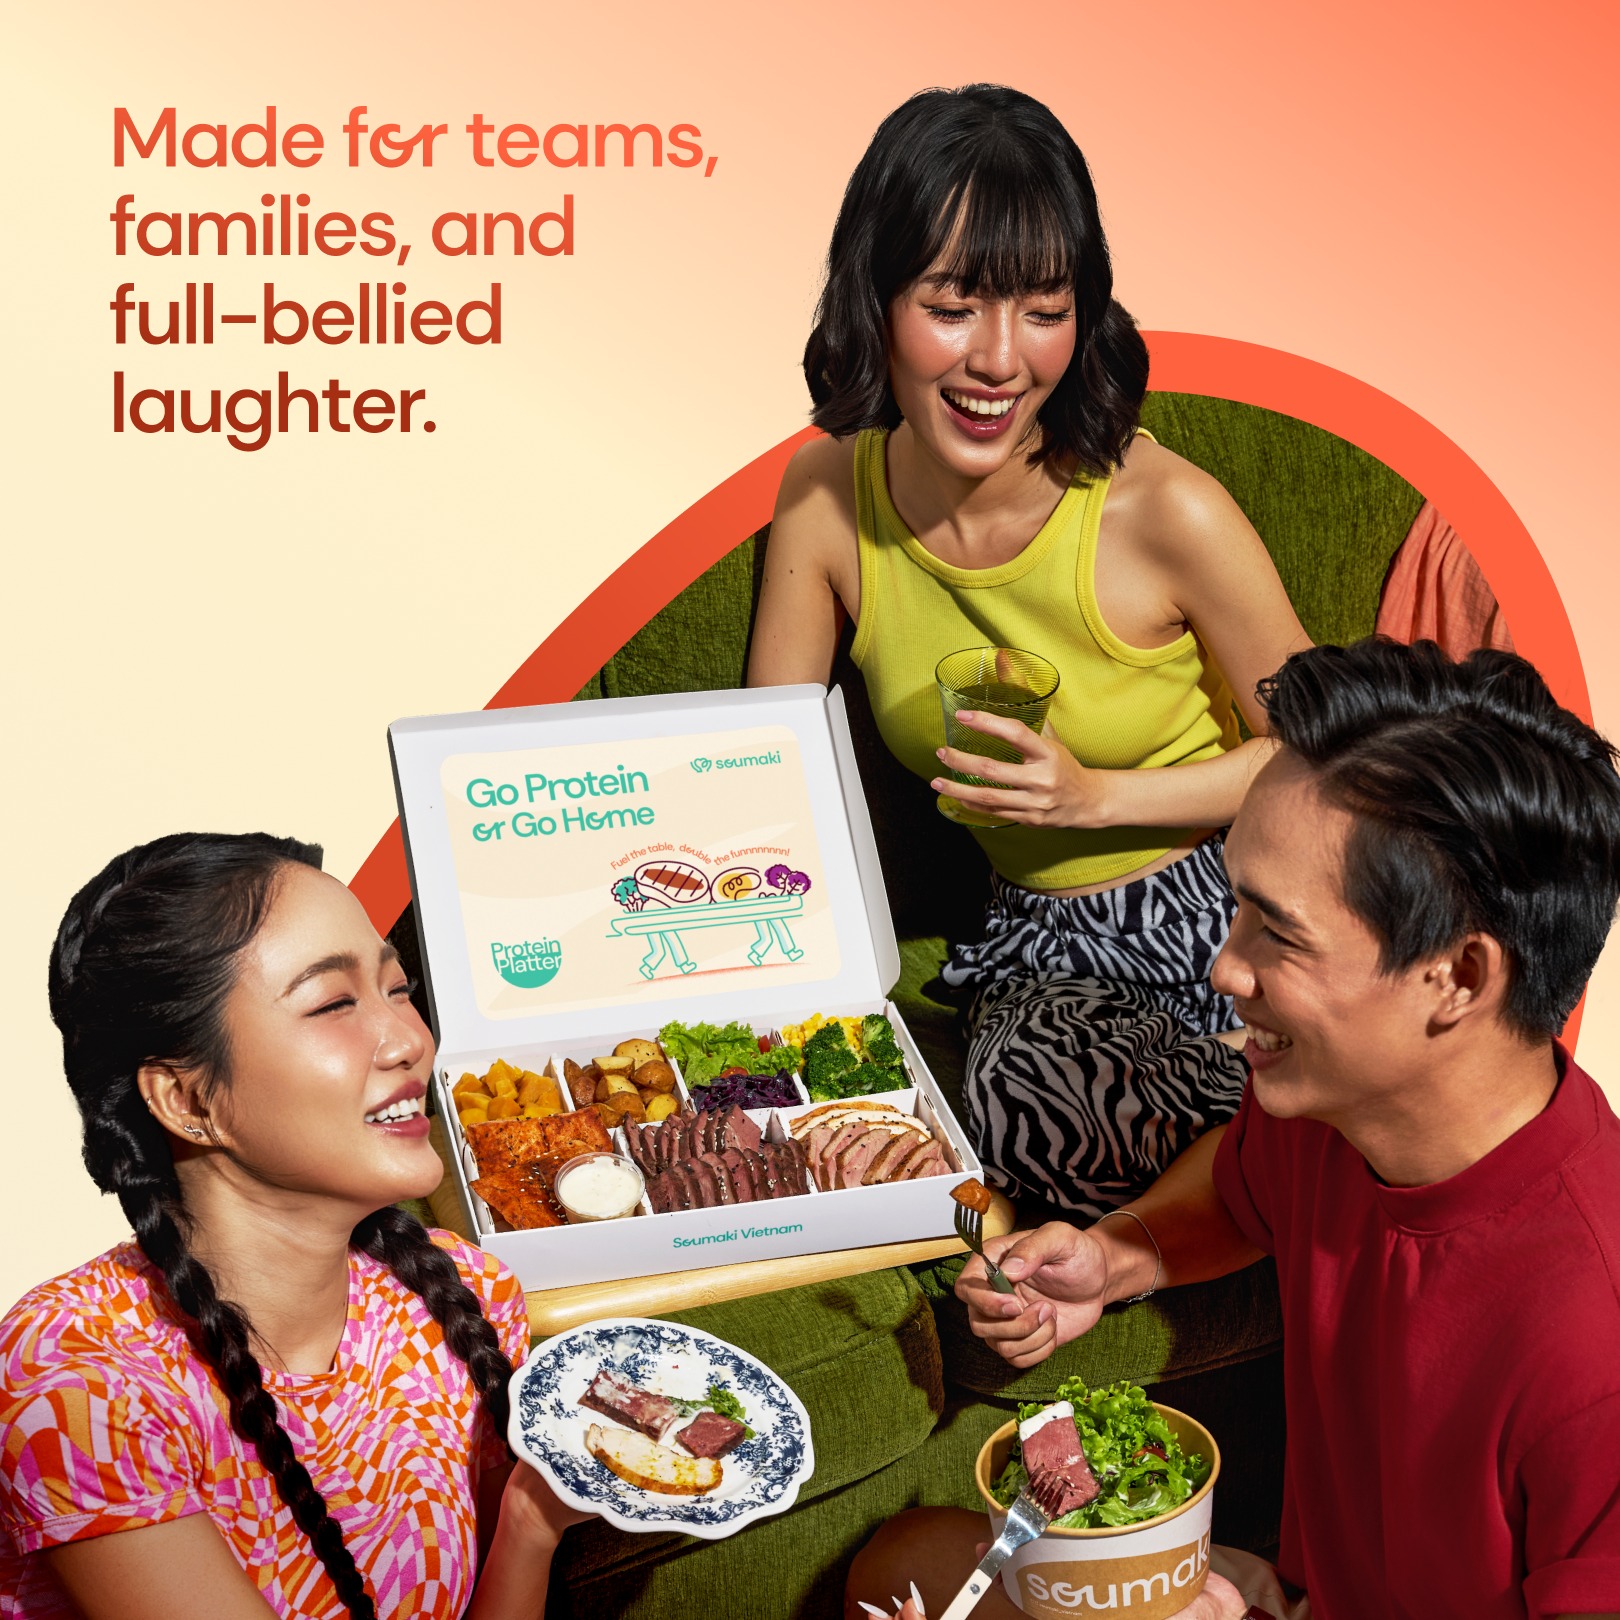 Made for teams,
families, and
full-bellied
laughter.
soumaki
Go Protein
or Go Home
Fuel the table, double the funnnnnnnn!
Protein
Platter
Soumaki Vietnam
soumaki